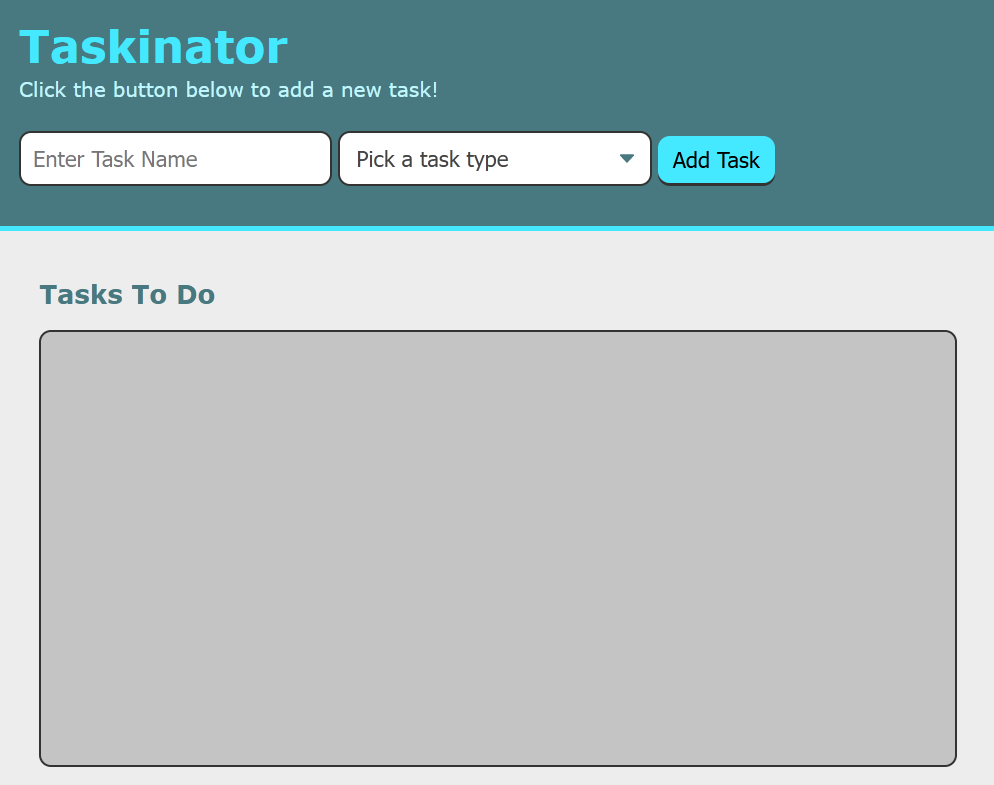 Taskinator
Click the button below to add a new task!
Enter Task Name
Pick a task type
Add Task
Tasks To Do